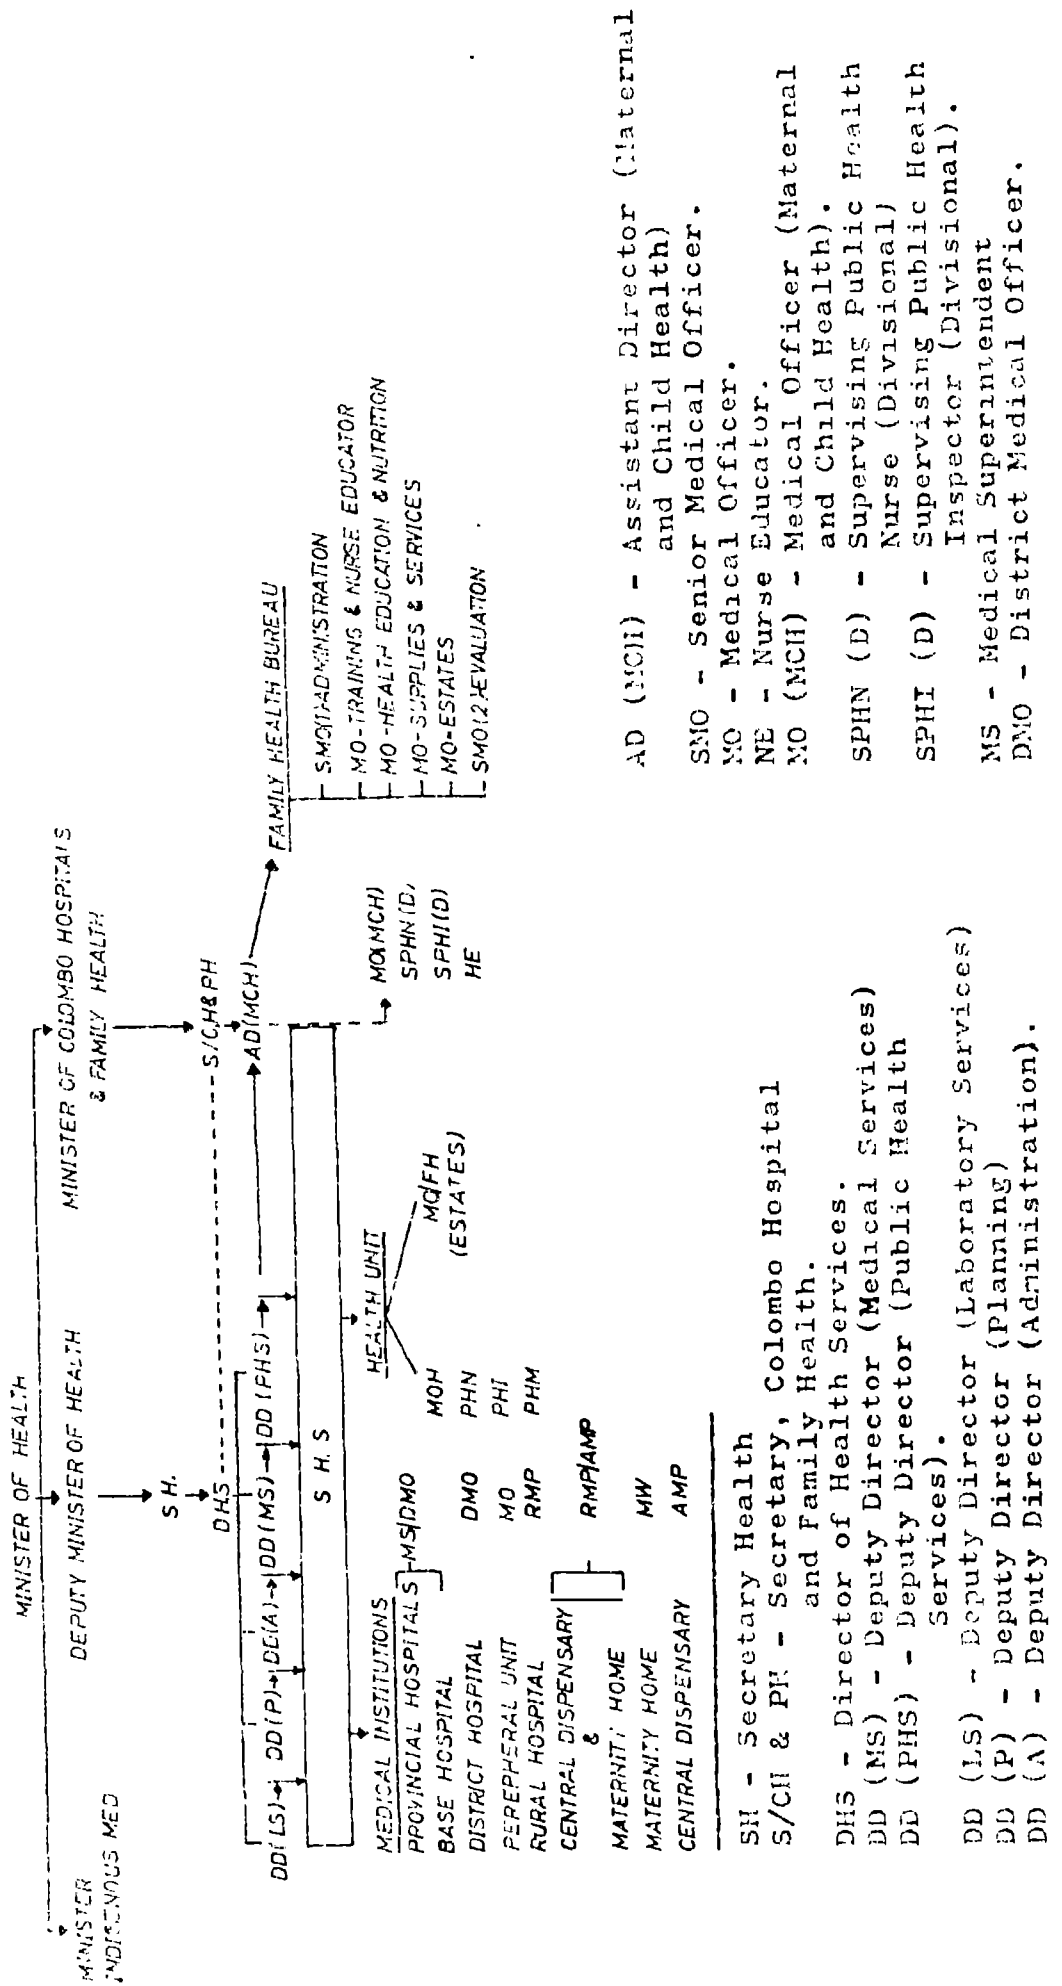 MINISTER OF HEALTH
MINISTER
INDIGENOUS MED
DEPUTY MINISTER OF HEALTH
MINISTER OF COLOMBO HOSPITALS
& FAMILY HEALTH
S H.
DHS
S/CH&PH
DD(LS)
DD(P)
DD(A)
DD(MS)
DD(PHS)
AD(MCH)
FAMILY HEALTH BUREAU
SMO(1)-ADMINISTRATION
MO-TRAINING & NURSE EDUCATOR
MO-HEALTH EDUCATION & NUTRITION
MO-SUPPLIES & SERVICES
MO-ESTATES
SMO(2)-EVALUATION
S H. S
MEDICAL INSTITUTIONS
PROVINCIAL HOSPITALS
BASE HOSPITAL
MS/DMO
DISTRICT HOSPITAL DMO
PEREPHERAL UNIT MO
RURAL HOSPITAL RMP
CENTRAL DISPENSARY
&
MATERNITY HOME
RMP/AMP
MATERNITY HOME MW
CENTRAL DISPENSARY AMP
HEALTH UNIT
MOH
PHN
PHI
PHM
MO/FH
(ESTATES)
MO(MCH)
SPHN(D)
SPHI(D)
HE
SH - Secretary Health
S/CH & PH - Secretary, Colombo Hospital
and Family Health.
DHS - Director of Health Services.
DD (MS) - Deputy Director (Medical Services)
DD (PHS) - Deputy Director (Public Health
Services).
DD (LS) - Deputy Director (Laboratory Services)
DD (P) - Deputy Director (Planning)
DD (A) - Deputy Director (Administration).
AD (MCH) - Assistant Director (Maternal
and Child Health)
SMO - Senior Medical Officer.
MO - Medical Officer.
NE - Nurse Educator.
MO (MCH) - Medical Officer (Maternal
and Child Health).
SPHN (D) - Supervising Public Health
Nurse (Divisional)
SPHI (D) - Supervising Public Health
Inspector (Divisional).
MS - Medical Superintendent
DMO - District Medical Officer.